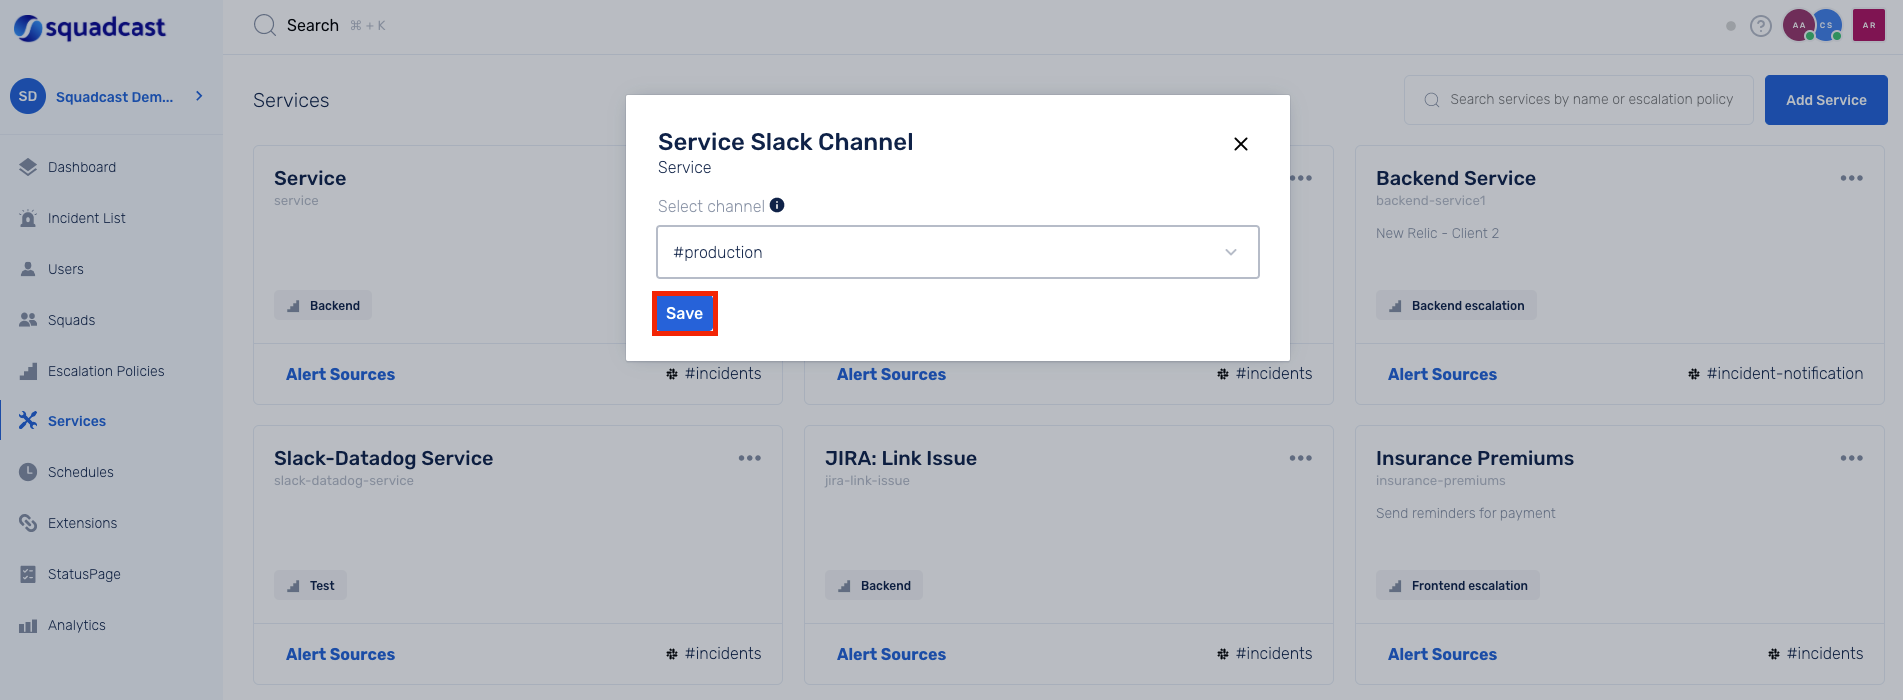 squadcast
Search ⌘ + K
AA
CS
AR
SD
Squadcast Dem...
Dashboard
Incident List
Users
Squads
Escalation Policies
Services
Schedules
Extensions
StatusPage
Analytics
Services
Search services by name or escalation policy
Add Service
Service Slack Channel
Service
Select channel
#production
Save
Service
service
Backend
Alert Sources
#incidents
Alert Sources
#incidents
Backend Service
backend-service1
New Relic - Client 2
Backend escalation
Alert Sources
#incident-notification
Slack-Datadog Service
slack-datadog-service
Test
Alert Sources
#incidents
JIRA: Link Issue
jira-link-issue
Backend
Alert Sources
#incidents
Insurance Premiums
insurance-premiums
Send reminders for payment
Frontend escalation
Alert Sources
#incidents